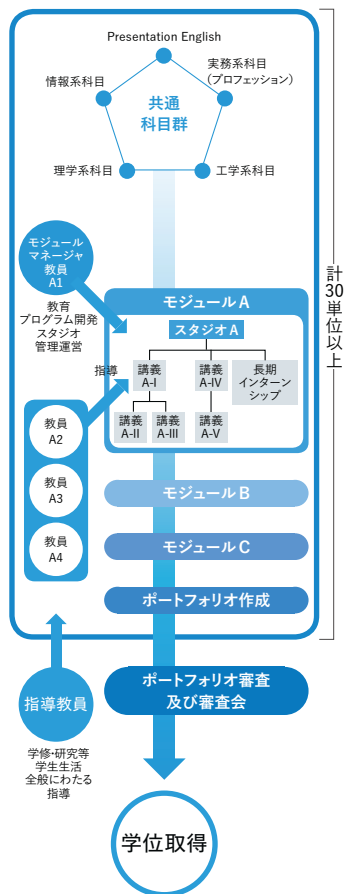 Presentation English
情報系科目
実務系科目
(プロフェッション)
共通
科目群
理学系科目
工学系科目
モジュール
マネージャ
教員
A1
教育
プログラム開発
スタジオ
管理運営
モジュールA
スタジオA
指導
講義
A-I
講義
A-IV
長期
インターン
シップ
講義
A-II
講義
A-III
講義
A-V
教員
A2
教員
A3
教員
A4
モジュールB
モジュールC
ポートフォリオ作成
計30単位以上
指導教員
学修・研究等
学生生活
全般にわたる
指導
ポートフォリオ審査
及び審査会
学位取得